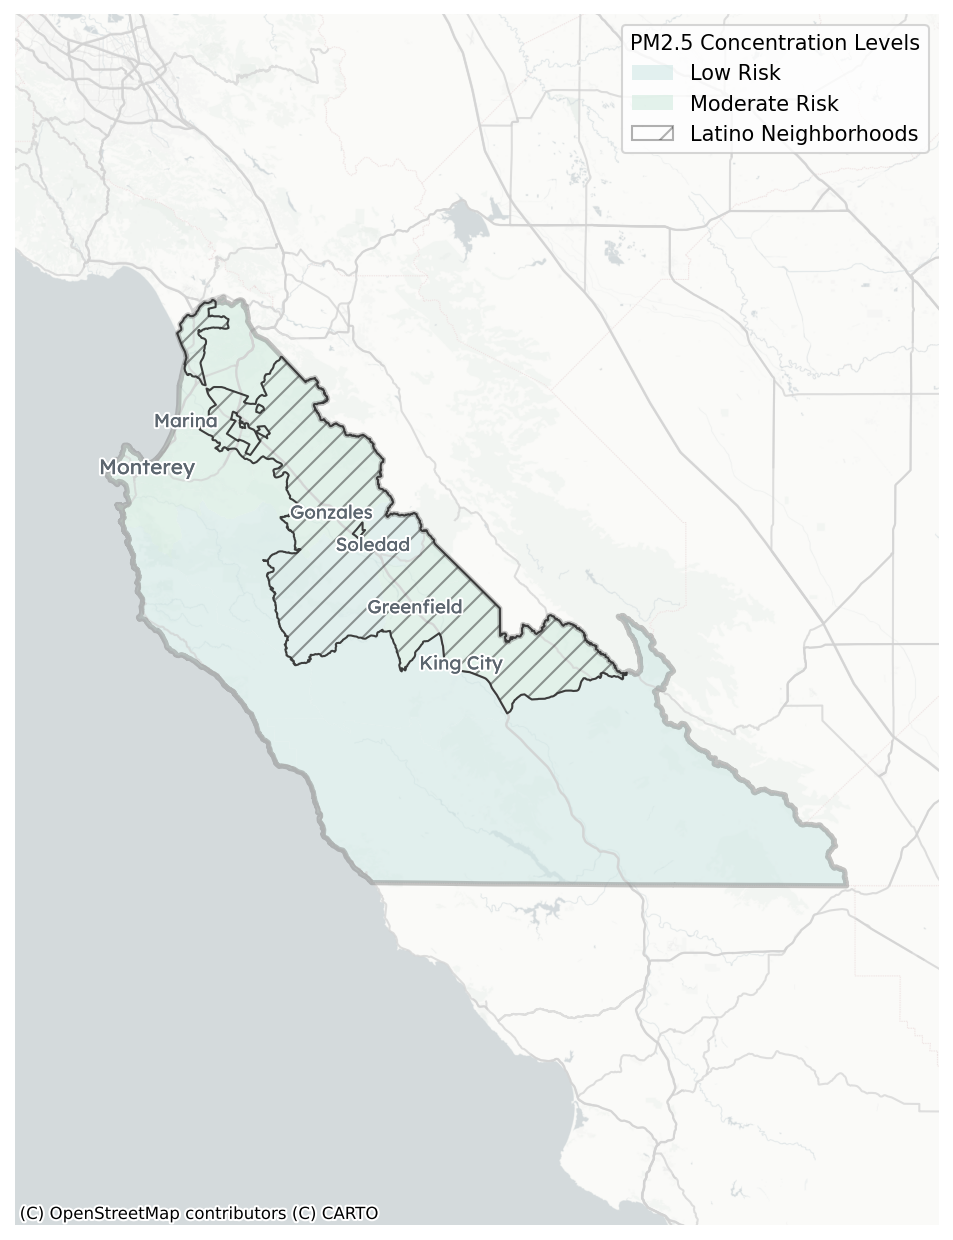 PM2.5 Concentration Levels
Low Risk
Moderate Risk
Latino Neighborhoods
Marina
Monterey
Gonzales
Soledad
Greenfield
King City
(C) OpenStreetMap contributors (C) CARTO